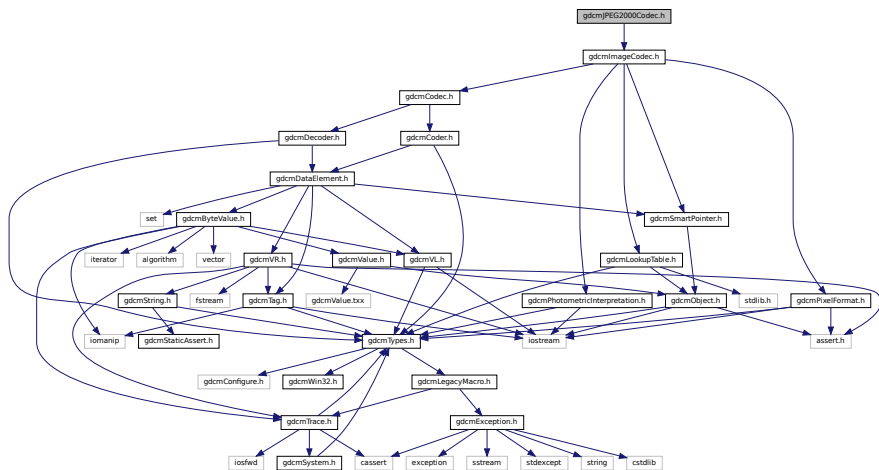 gdcmJPEG2000Codec.h
gdcmImageCodec.h
gdcmCodec.h
gdcmDecoder.h
gdcmCoder.h
gdcmDataElement.h
set
gdcmByteValue.h
gdcmSmartPointer.h
iterator
algorithm
vector
gdcmVR.h
gdcmValue.h
gdcmVL.h
gdcmLookupTable.h
gdcmString.h
fstream
gdcmTag.h
gdcmValue.txx
gdcmPhotometricInterpretation.h
gdcmObject.h
stdlib.h
gdcmPixelFormat.h
iomanip
gdcmStaticAssert.h
gdcmTypes.h
iostream
assert.h
gdcmConfigure.h
gdcmWin32.h
gdcmLegacyMacro.h
gdcmTrace.h
gdcmException.h
iosfwd
gdcmSystem.h
cassert
exception
sstream
stdexcept
string
cstdlib